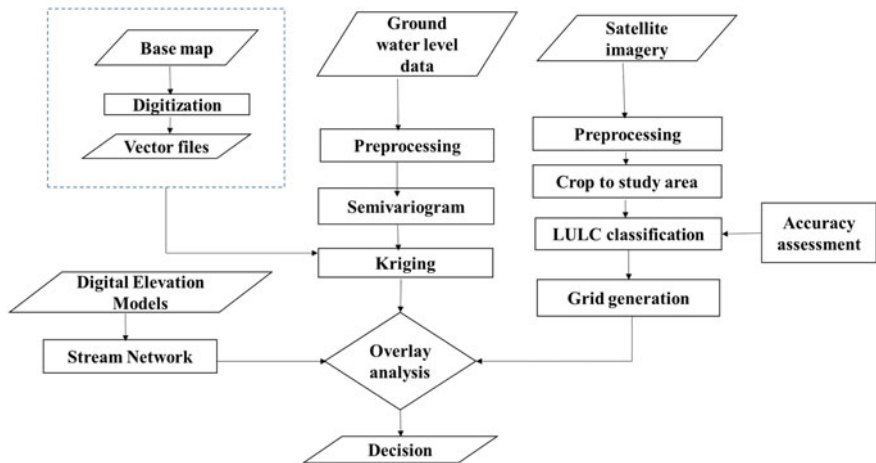 Base map
Digitization
Vector files
Ground
water level
data
Preprocessing
Semivariogram
Kriging
Satellite
imagery
Preprocessing
Crop to study area
LULC classification
Accuracy
assessment
Grid generation
Digital Elevation
Models
Stream Network
Overlay
analysis
Decision